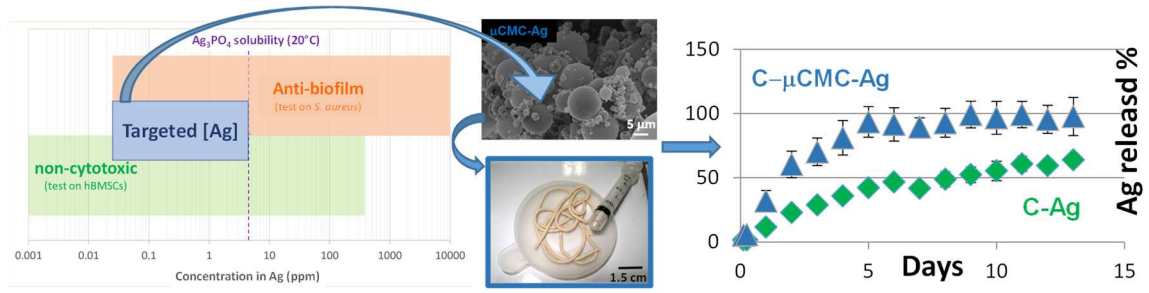 Ag₃PO₄ solubility (20°C)
Anti-biofilm
(test on S. aureus)
Targeted [Ag]
non-cytotoxic
(test on hBMSCs)
0.001 0.01 0.1 1 10 100 1000 10000
Concentration in Ag (ppm)
μCMC-Ag
5 μm
1.5 cm
150
100
50
0
0 5 10 15
Days
C-μCMC-Ag
C-Ag
Ag releasd %